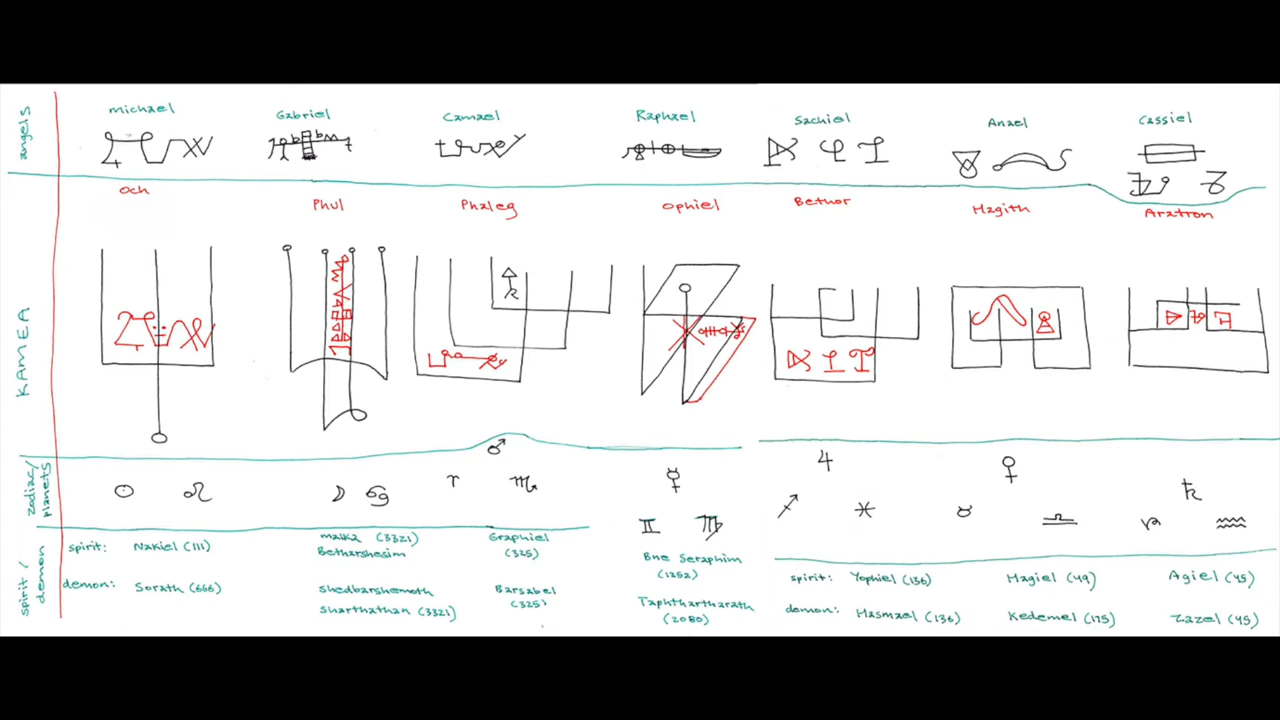 angels
Michael Gabriel Camael Raphael Sachiel Anael Cassiel
Och Phul Phaleg Ophiel Bethor Hagith Aratron
KAMEA
zodiac/
planets
☉ ♌ ☽ ♋ ♂ ♈ ♏ ☿ ♊ ♍ ♃ ♐ ♓ ♀ ♉ ♎ ♄ ♑ ♒
spirit/
demon
spirit: Nakiel (111)
malka (3321)
Betharshesim
Graphiel
(325)
Bne Seraphim
(1252)
spirit: Yophiel (136) Hagiel (49) Agiel (45)
demon: Sorath (666)
shedbarshemoth
sharthathan (3321)
Barsabel
(325)
Taphthartharath
(2080)
demon: Hasmael (136) Kedemel (175) Zazel (45)